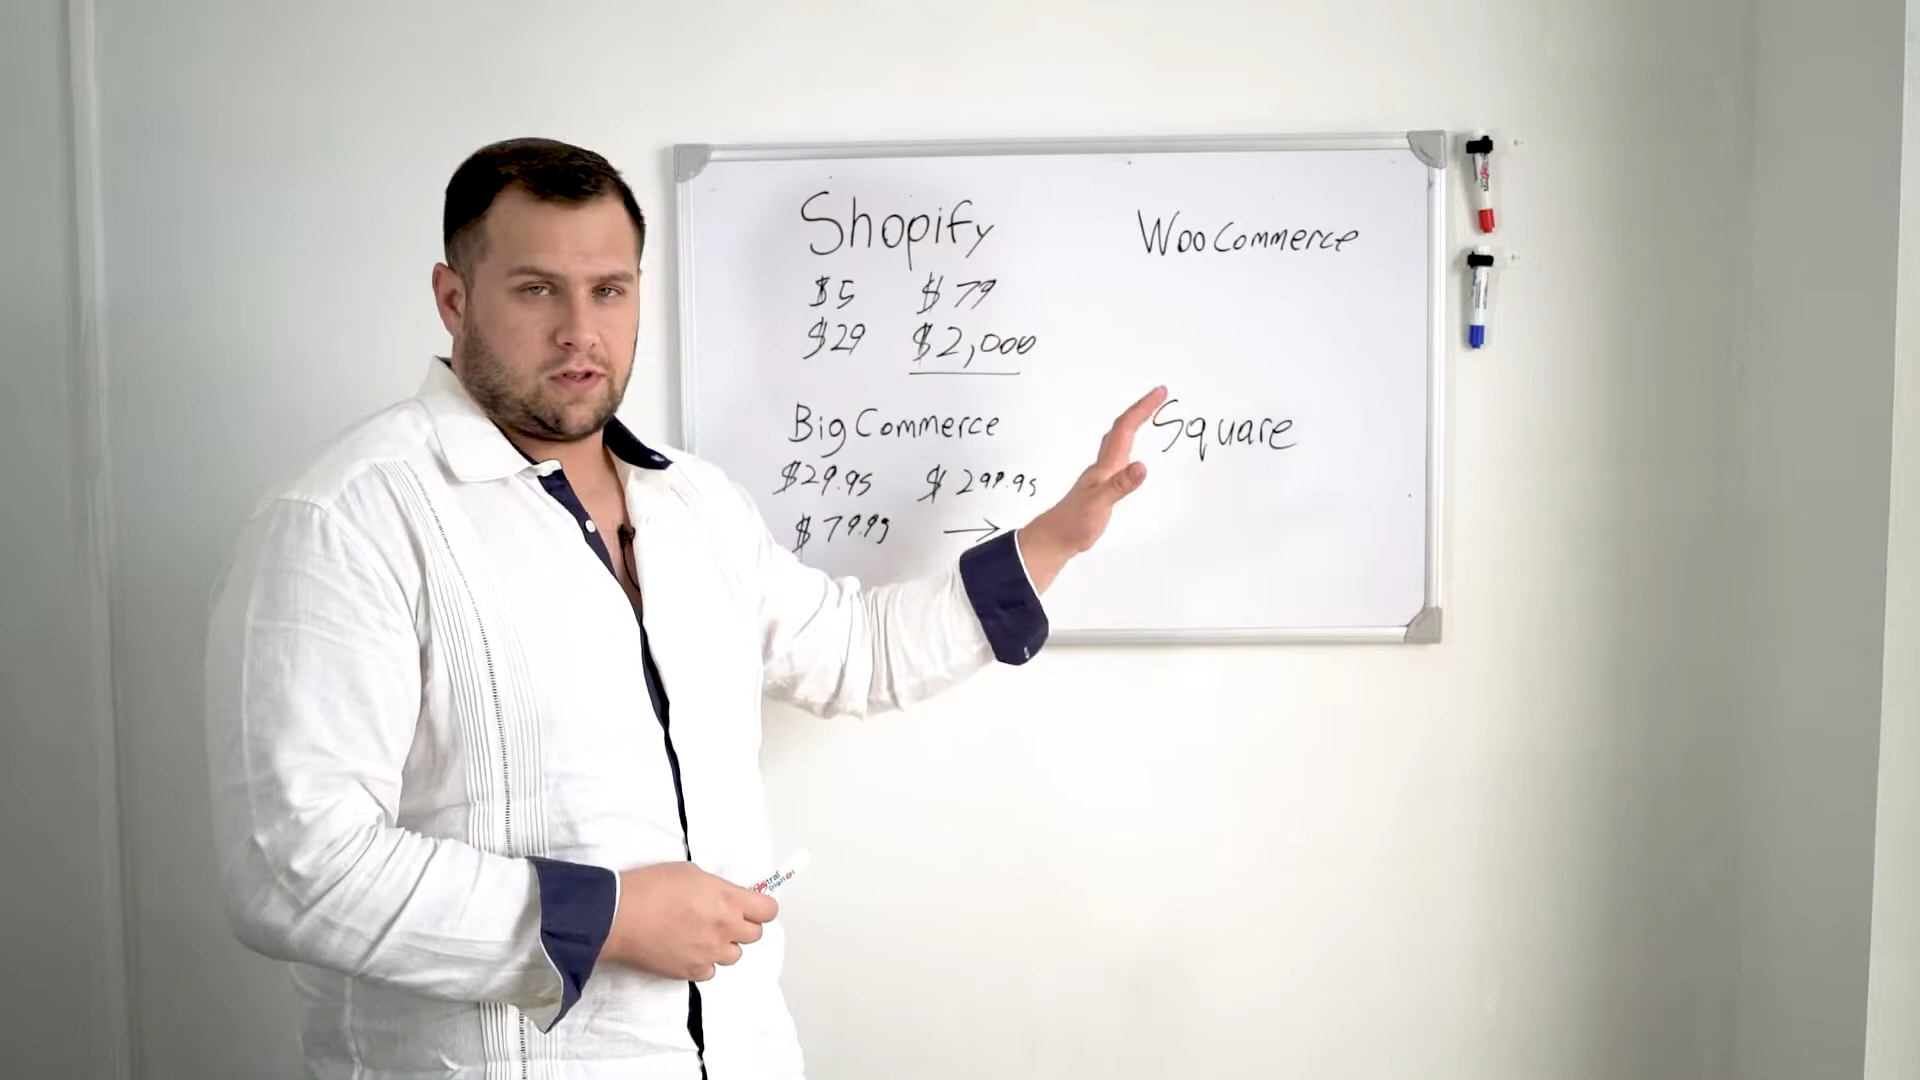 Shopify
$5 $79
$29 $2,000
BigCommerce
$29.95 $299.95
$79.95 →
WooCommerce
Square